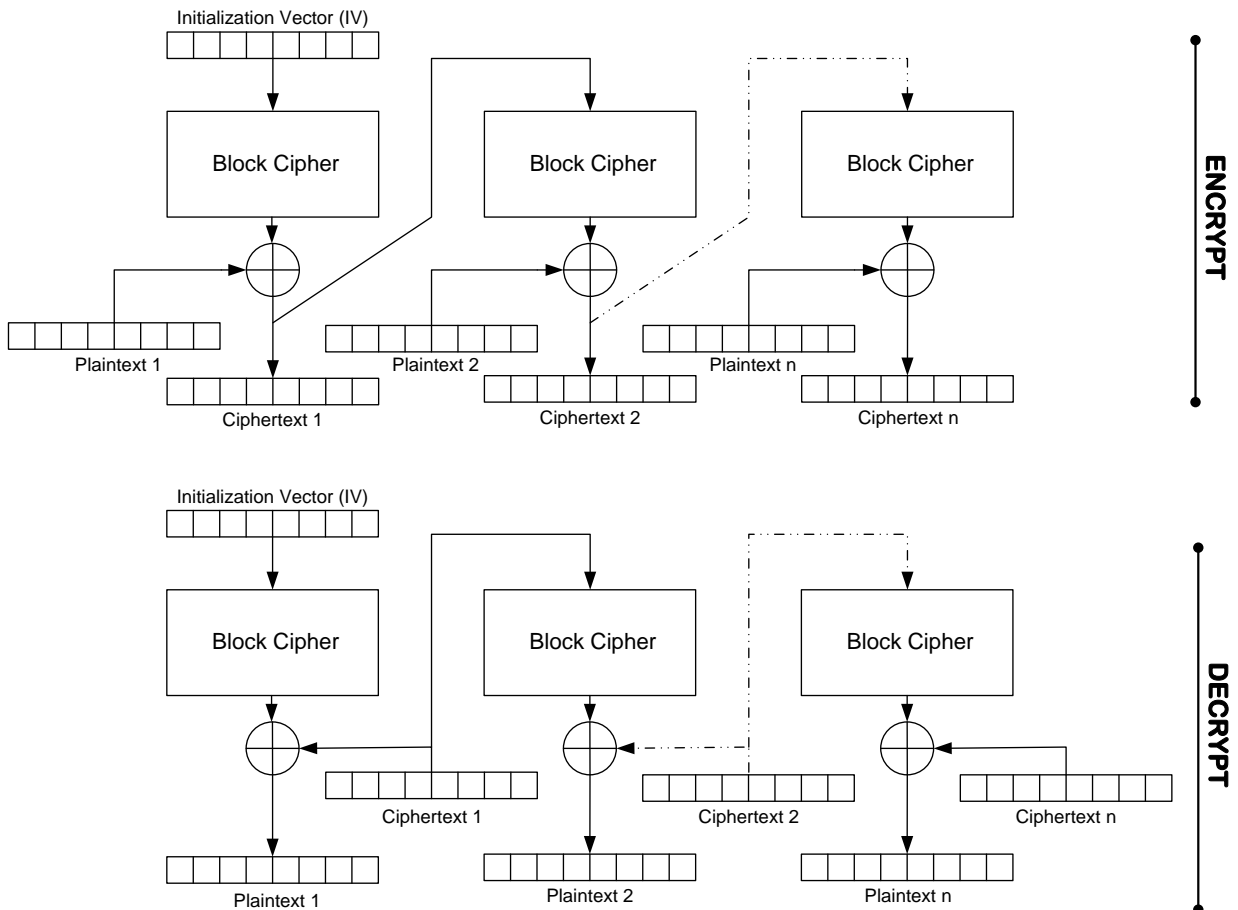 Initialization Vector (IV)
Block Cipher
Block Cipher
Block Cipher
Plaintext 1
Plaintext 2
Plaintext n
Ciphertext 1
Ciphertext 2
Ciphertext n
ENCRYPT
Initialization Vector (IV)
Block Cipher
Block Cipher
Block Cipher
Ciphertext 1
Ciphertext 2
Ciphertext n
Plaintext 1
Plaintext 2
Plaintext n
DECRYPT